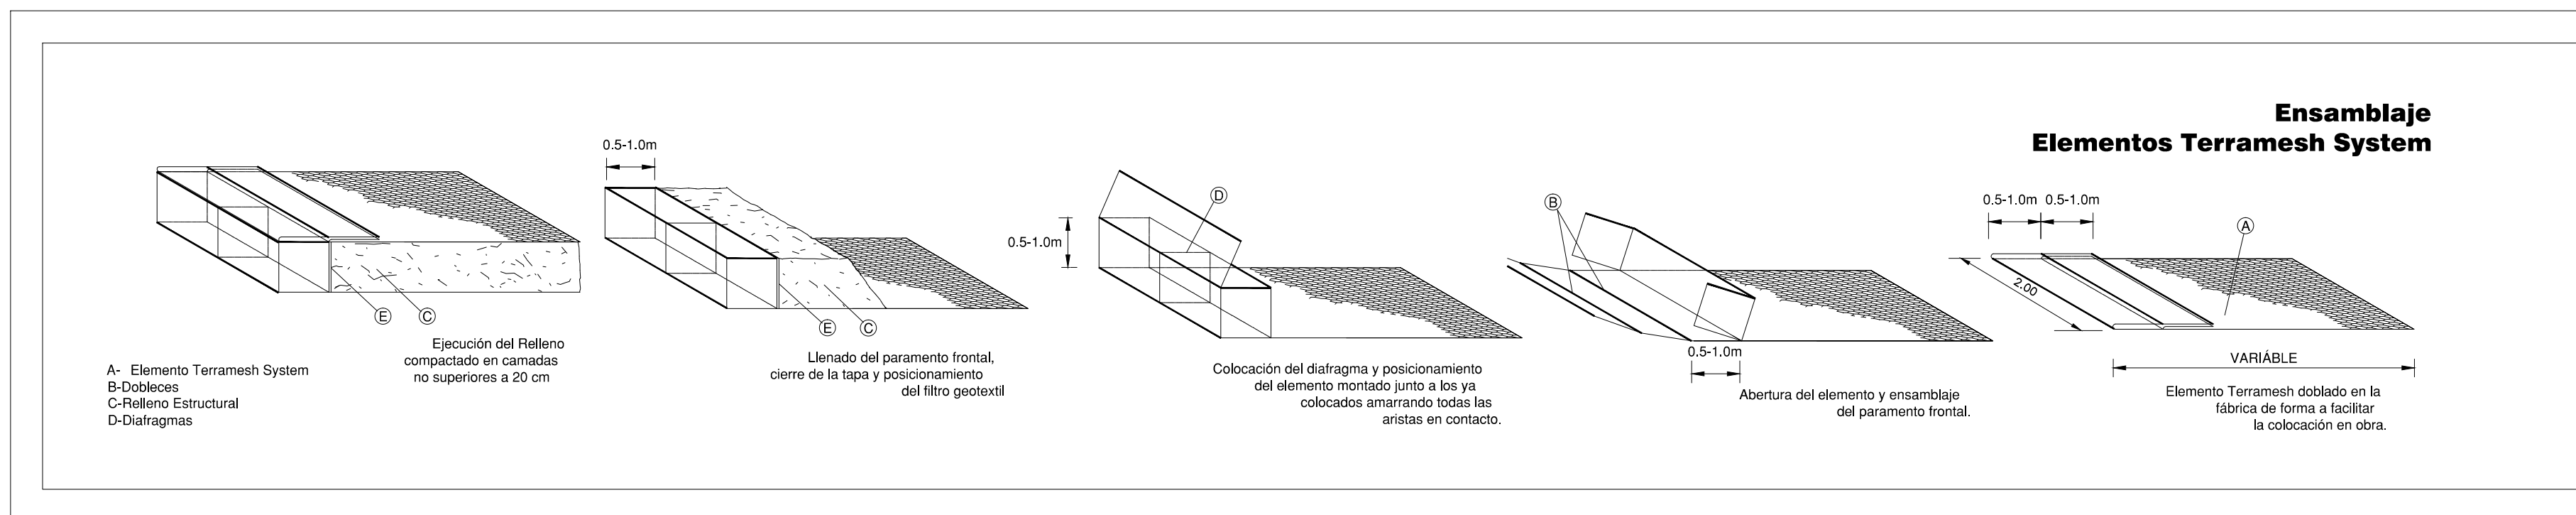 Ensamblaje
Elementos Terramesh System
0.5-1.0m
E
C
Ejecución del Relleno
compactado en camadas
no superiores a 20 cm
A- Elemento Terramesh System
B-Dobleces
C-Relleno Estructural
D-Diafragmas
E
C
Llenado del paramento frontal,
cierre de la tapa y posicionamiento
del filtro geotextil
0.5-1.0m
D
Colocación del diafragma y posicionamiento
del elemento montado junto a los ya
colocados amarrando todas las
aristas en contacto.
B
0.5-1.0m
Abertura del elemento y ensamblaje
del paramento frontal.
0.5-1.0m
0.5-1.0m
A
2.00
VARIÁBLE
Elemento Terramesh doblado en la
fábrica de forma a facilitar
la colocación en obra.